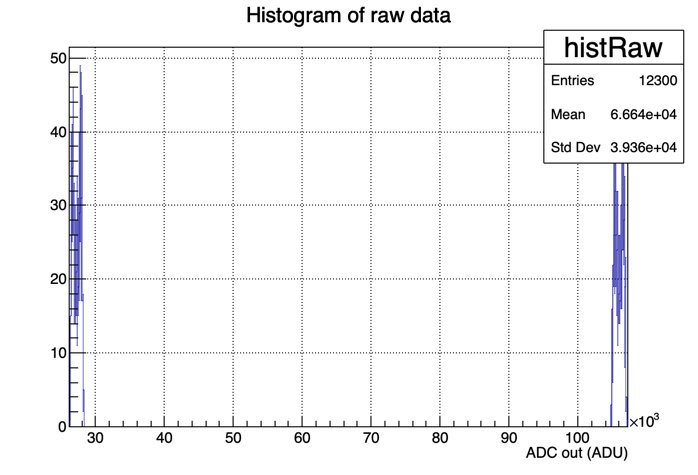 Histogram of raw data
histRaw
Entries 12300
Mean 6.664e+04
Std Dev 3.936e+04
50
40
30
20
10
0
30 40 50 60 70 80 90 100
×10³
ADC out (ADU)